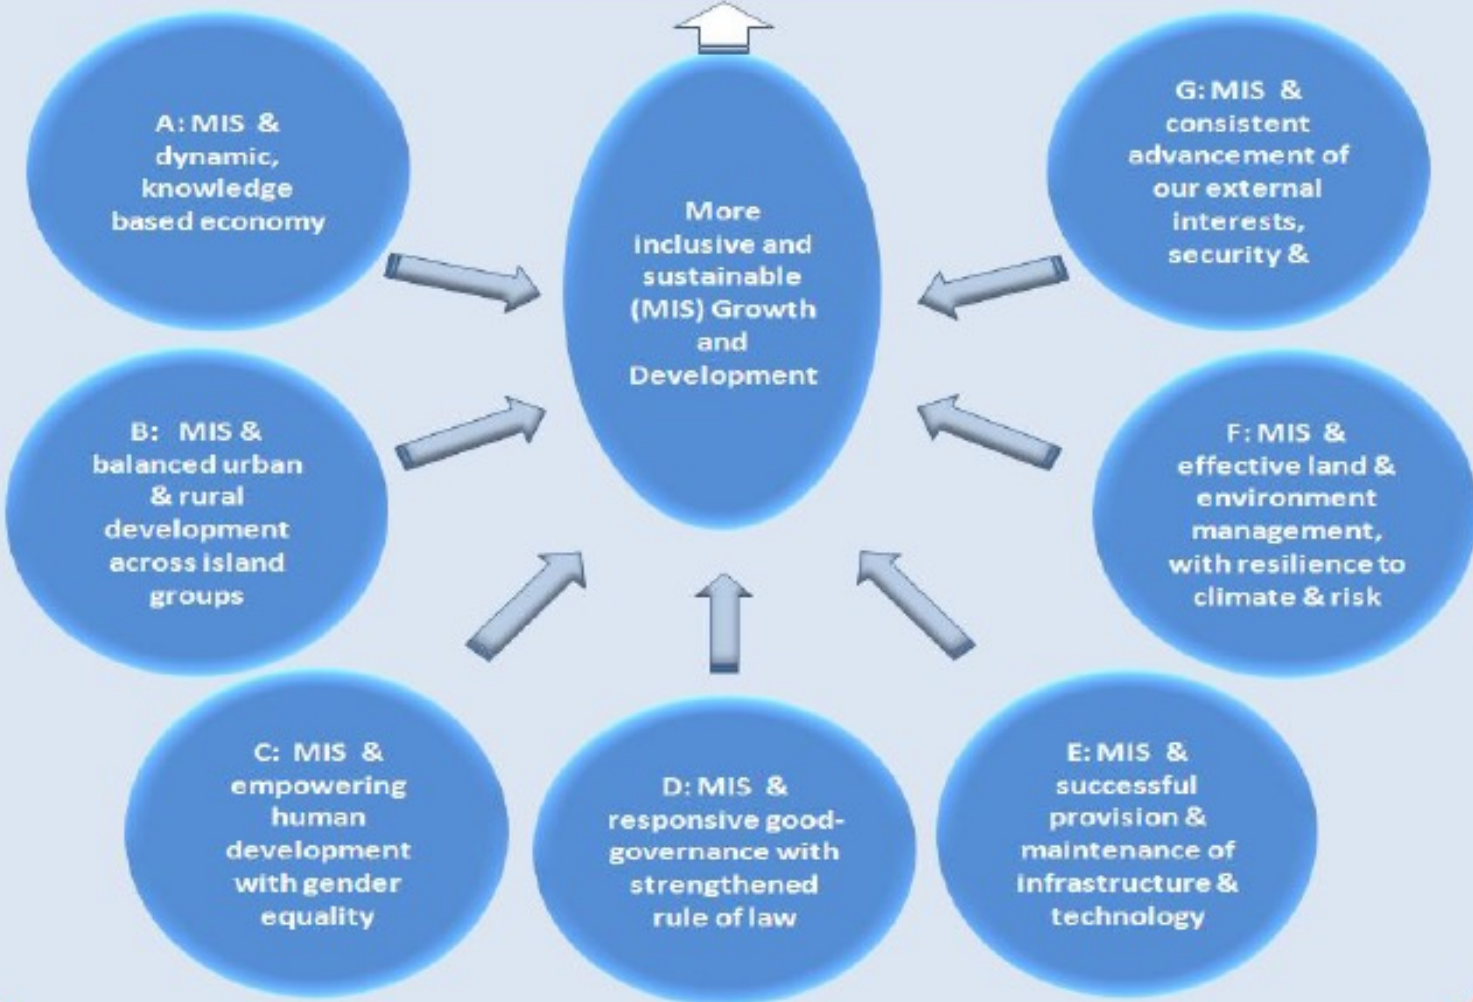 A: MIS &
dynamic,
knowledge
based economy
B: MIS &
balanced urban
& rural
development
across island
groups
C: MIS &
empowering
human
development
with gender
equality
D: MIS &
responsive good-
governance with
strengthened
rule of law
E: MIS &
successful
provision &
maintenance of
infrastructure &
technology
F: MIS &
effective land &
environment
management,
with resilience to
climate & risk
G: MIS &
consistent
advancement of
our external
interests,
security &
More
inclusive and
sustainable
(MIS) Growth
and
Development